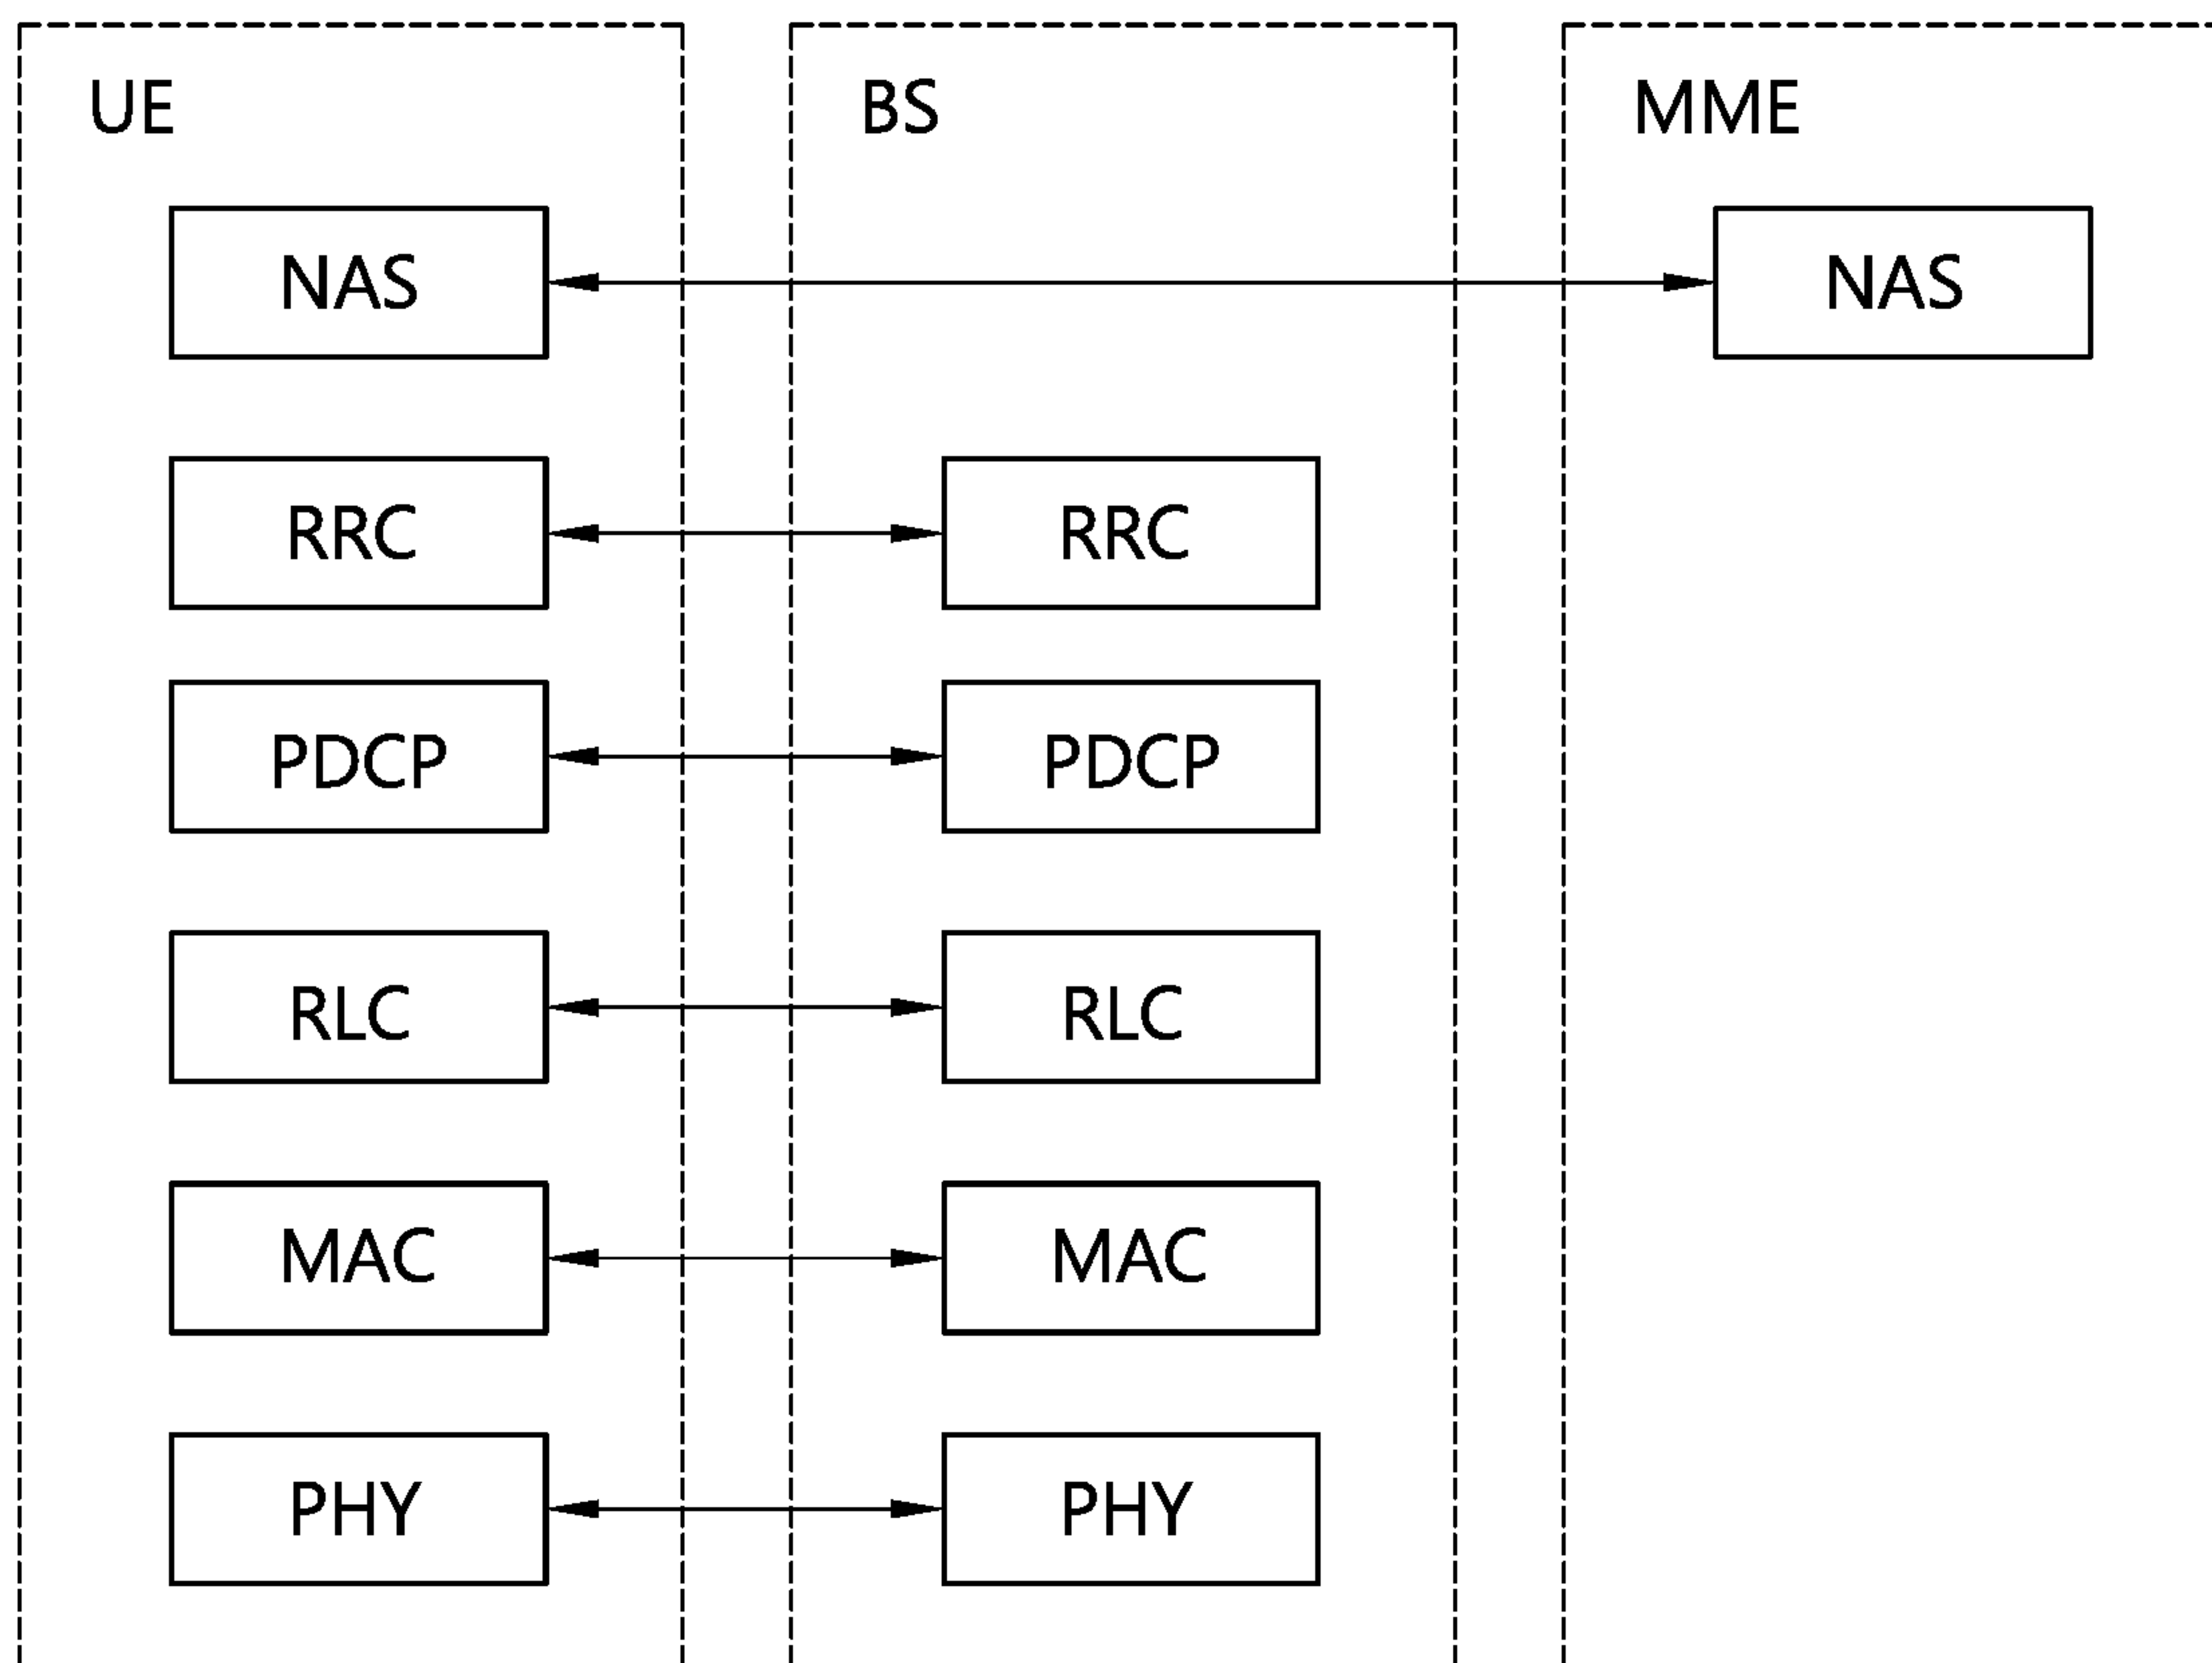 UE BS MME
NAS NAS
RRC RRC
PDCP PDCP
RLC RLC
MAC MAC
PHY PHY